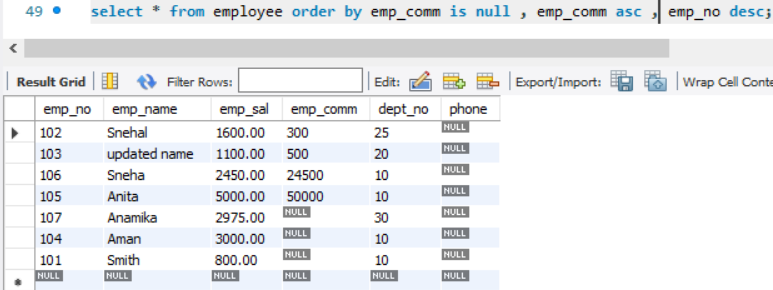 49 select * from employee order by emp_comm is null , emp_comm asc , emp_no desc;
Result Grid Filter Rows: Edit: Export/Import: Wrap Cell Conte
emp_no emp_name emp_sal emp_comm dept_no phone
102 Snehal 1600.00 300 25 NULL
103 updated name 1100.00 500 20 NULL
106 Sneha 2450.00 24500 10 NULL
105 Anita 5000.00 50000 10 NULL
107 Anamika 2975.00 NULL 30 NULL
104 Aman 3000.00 NULL 10 NULL
101 Smith 800.00 NULL 10 NULL
NULL NULL NULL NULL NULL NULL